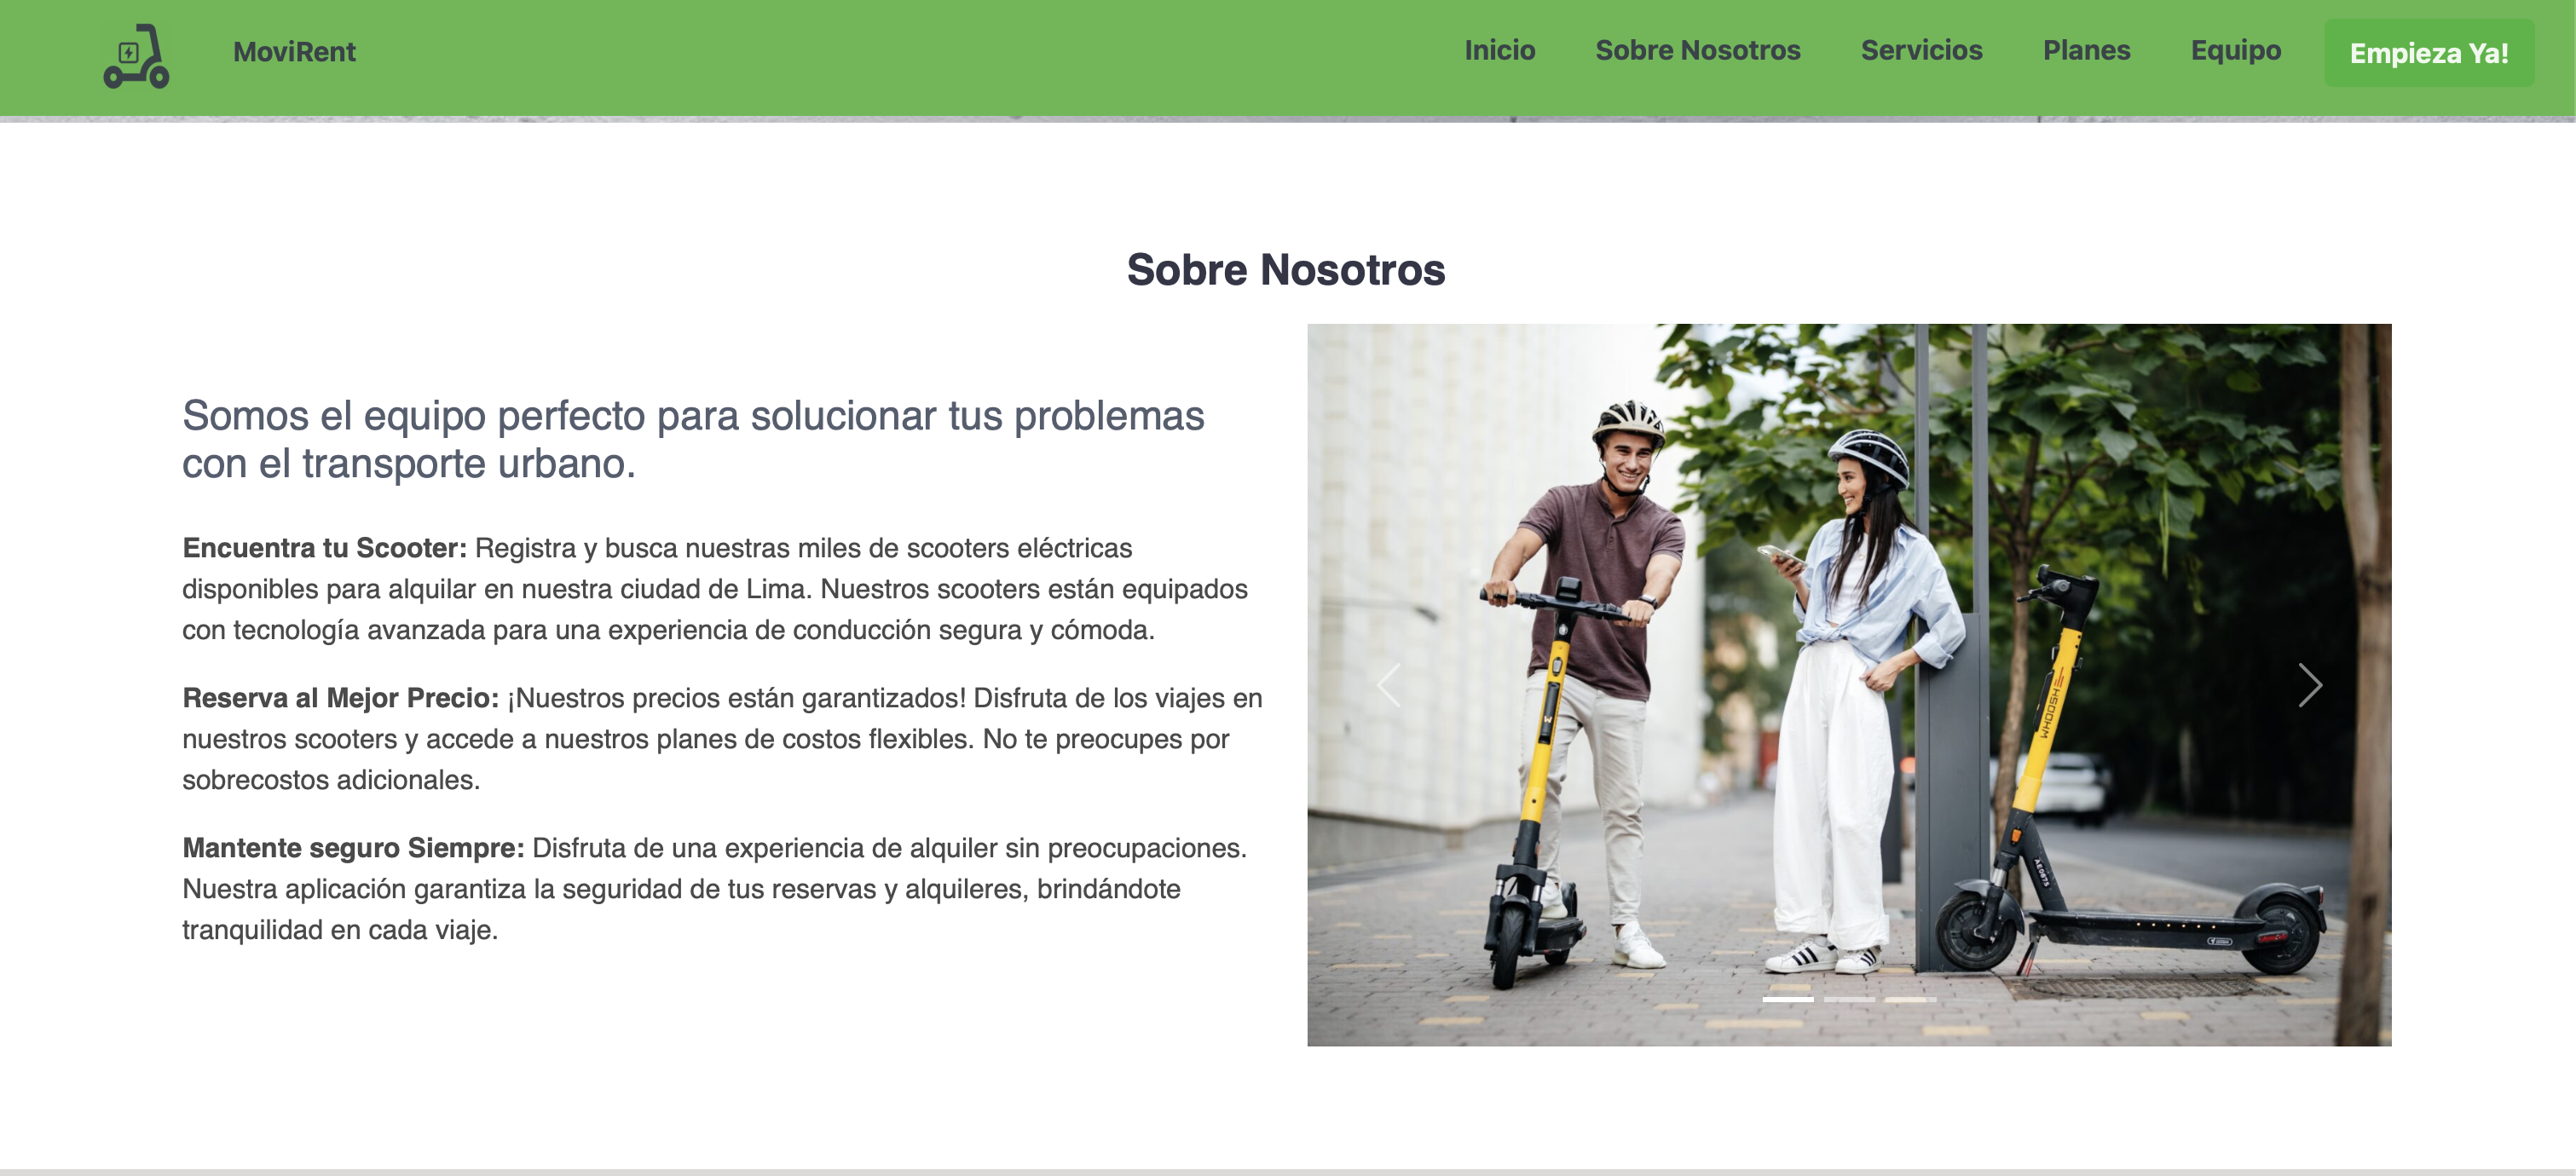 MoviRent
Inicio
Sobre Nosotros
Servicios
Planes
Equipo
Empieza Ya!
Sobre Nosotros
Somos el equipo perfecto para solucionar tus problemas
con el transporte urbano.
Encuentra tu Scooter: Registra y busca nuestras miles de scooters eléctricas
disponibles para alquilar en nuestra ciudad de Lima. Nuestros scooters están equipados
con tecnología avanzada para una experiencia de conducción segura y cómoda.
Reserva al Mejor Precio: ¡Nuestros precios están garantizados! Disfruta de los viajes en
nuestros scooters y accede a nuestros planes de costos flexibles. No te preocupes por
sobrecostos adicionales.
Mantente seguro Siempre: Disfruta de una experiencia de alquiler sin preocupaciones.
Nuestra aplicación garantiza la seguridad de tus reservas y alquileres, brindándote
tranquilidad en cada viaje.
W
WHOOSH